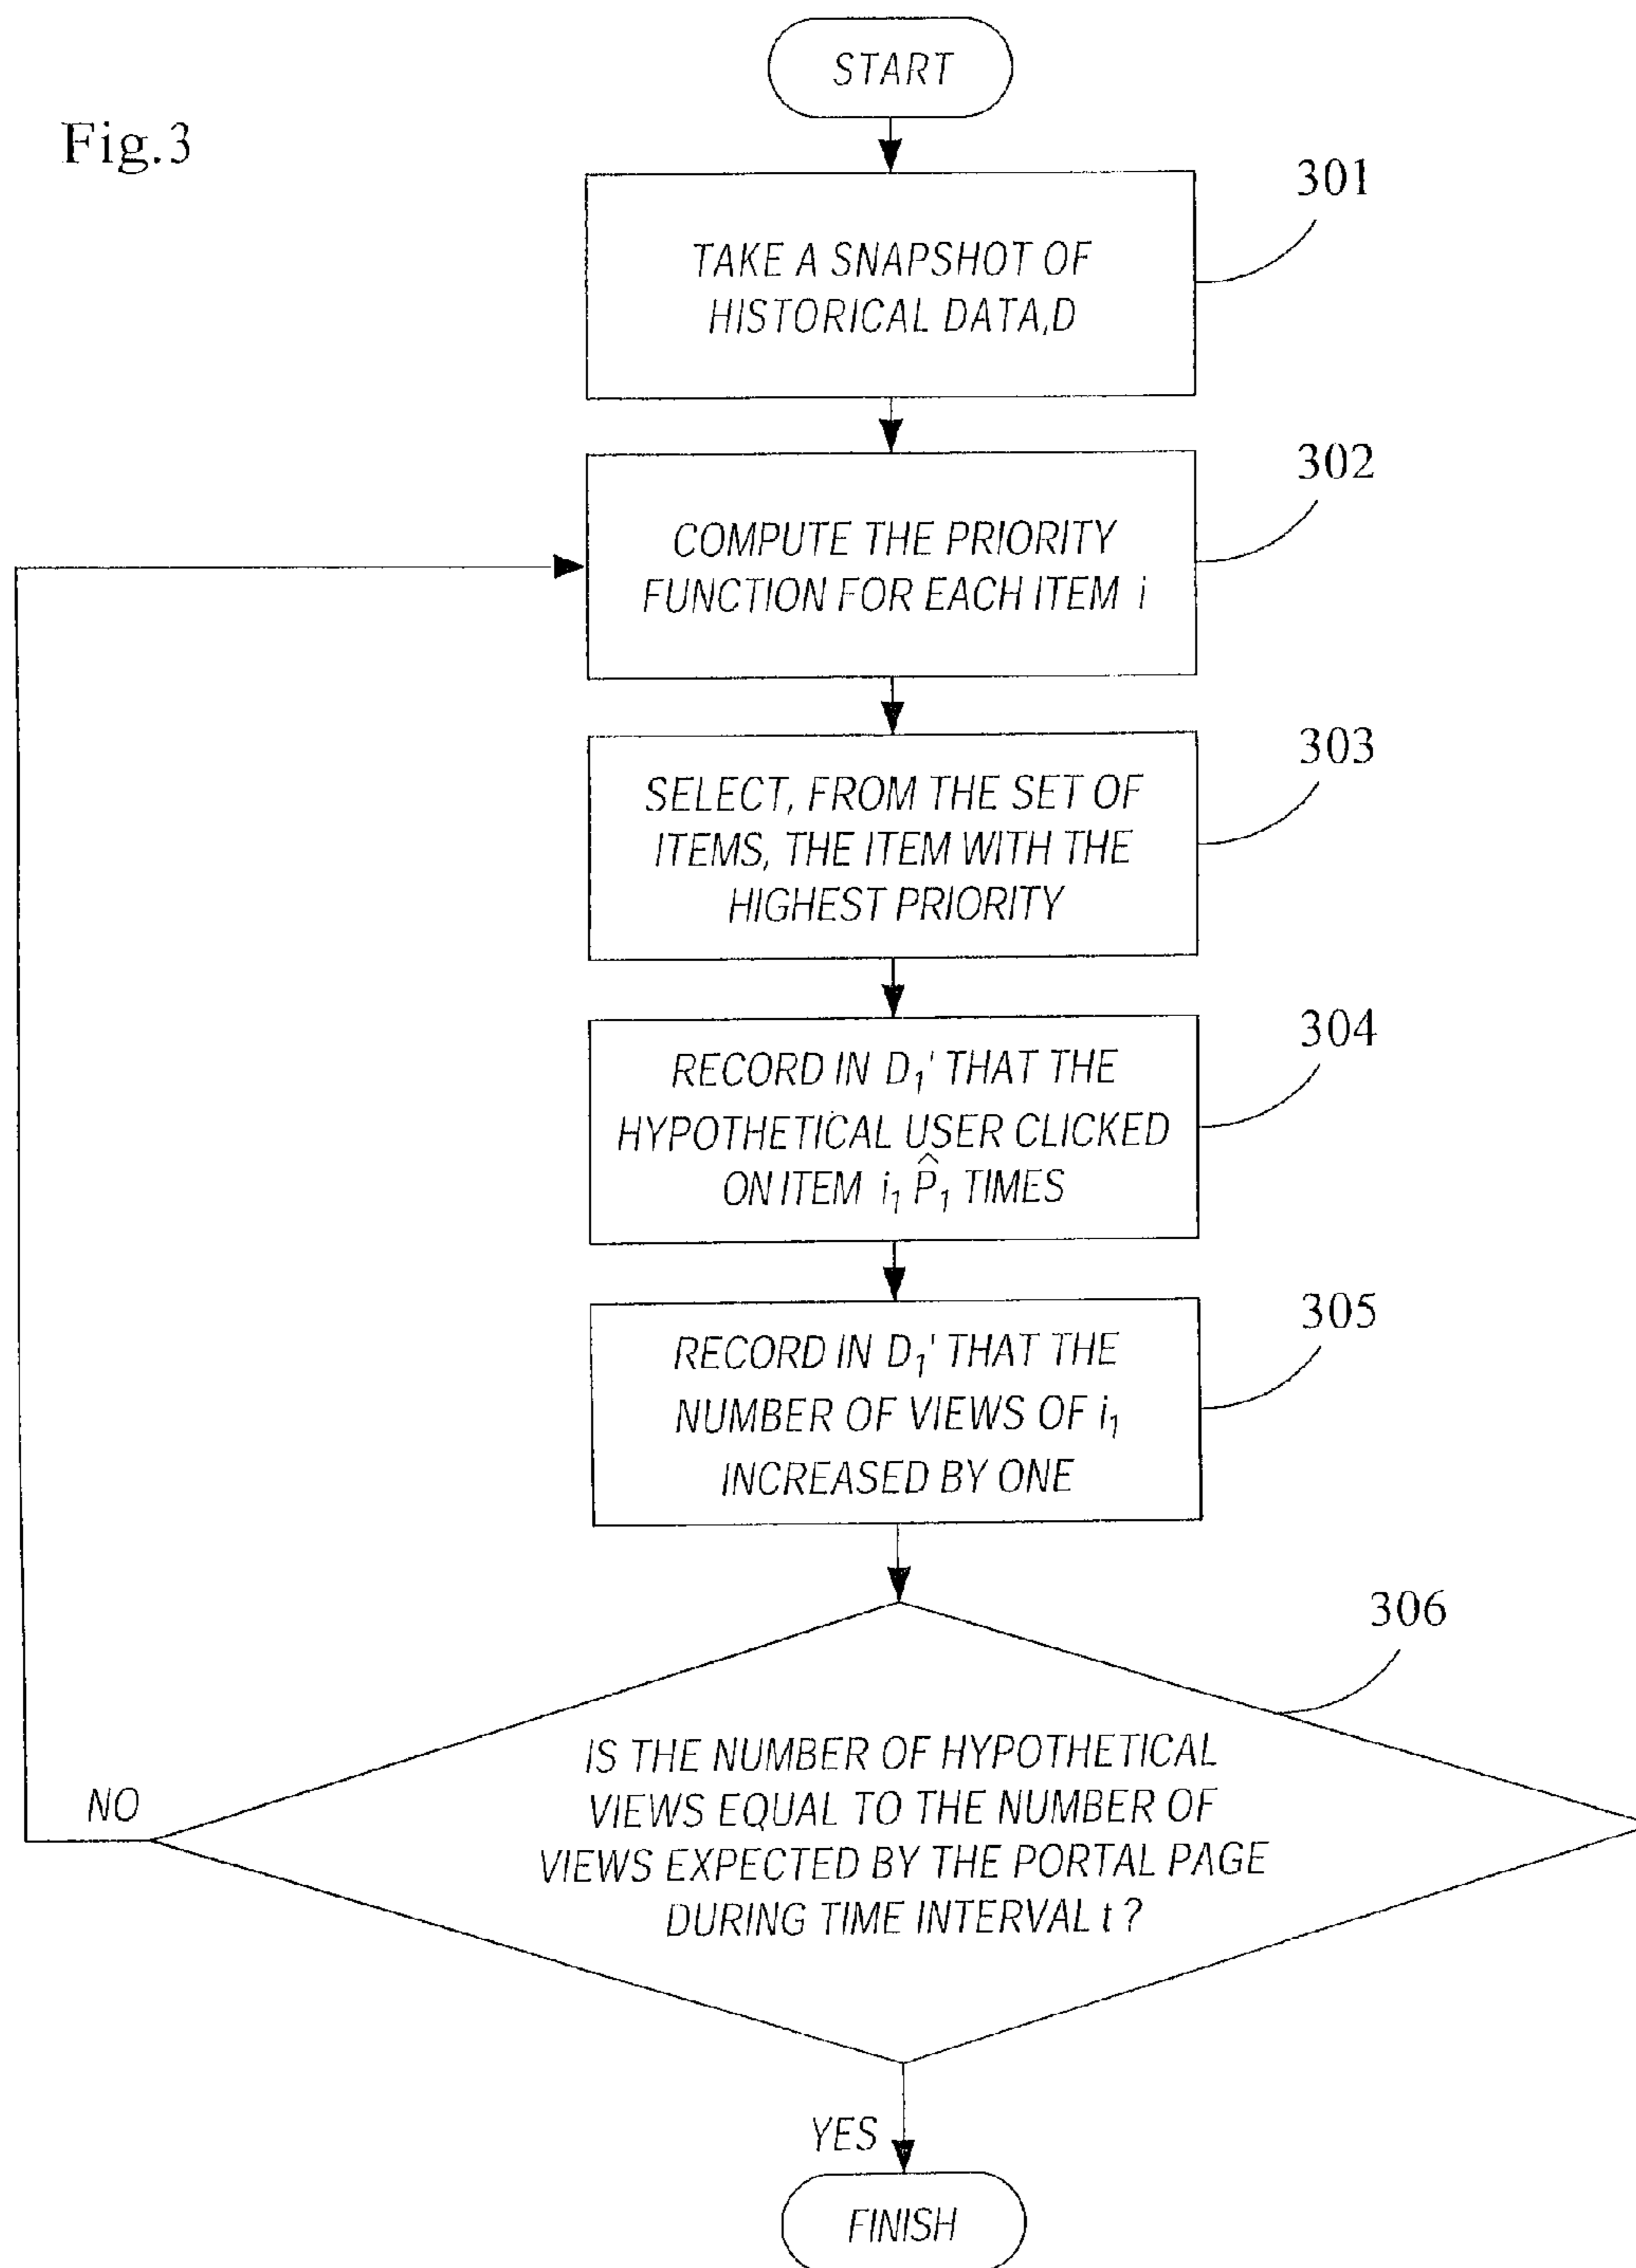 START
Fig.3
301
TAKE A SNAPSHOT OF
HISTORICAL DATA,D
302
COMPUTE THE PRIORITY
FUNCTION FOR EACH ITEM i
303
SELECT, FROM THE SET OF
ITEMS, THE ITEM WITH THE
HIGHEST PRIORITY
304
RECORD IN D₁' THAT THE
HYPOTHETICAL USER CLICKED
ON ITEM i₁ P̂₁ TIMES
305
RECORD IN D₁' THAT THE
NUMBER OF VIEWS OF i₁
INCREASED BY ONE
306
IS THE NUMBER OF HYPOTHETICAL
VIEWS EQUAL TO THE NUMBER OF
VIEWS EXPECTED BY THE PORTAL PAGE
DURING TIME INTERVAL t ?
NO
YES
FINISH